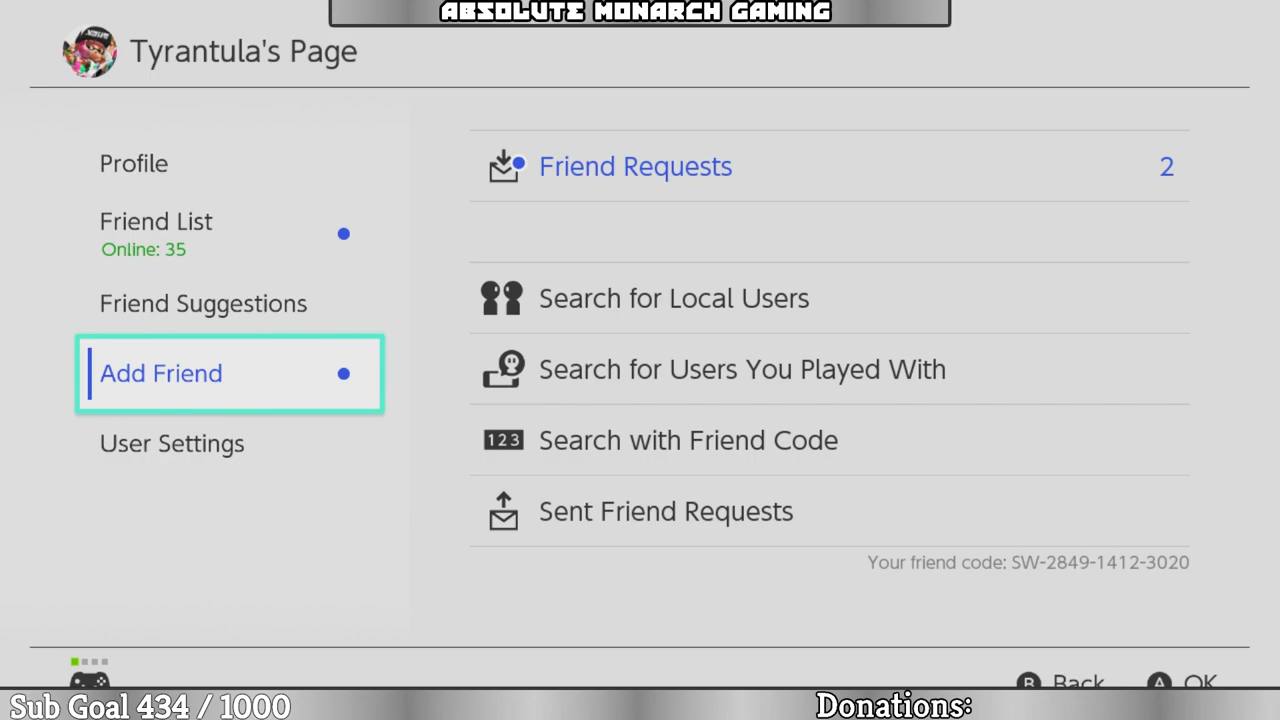 ABSOLUTE MONARCH GAMING
Tyrantula's Page
Profile
Friend List
Online: 35
Friend Suggestions
Add Friend
User Settings
Friend Requests 2
Search for Local Users
Search for Users You Played With
123 Search with Friend Code
Sent Friend Requests
Your friend code: SW-2849-1412-3020
B Back A OK
Sub Goal 434 / 1000
Donations: